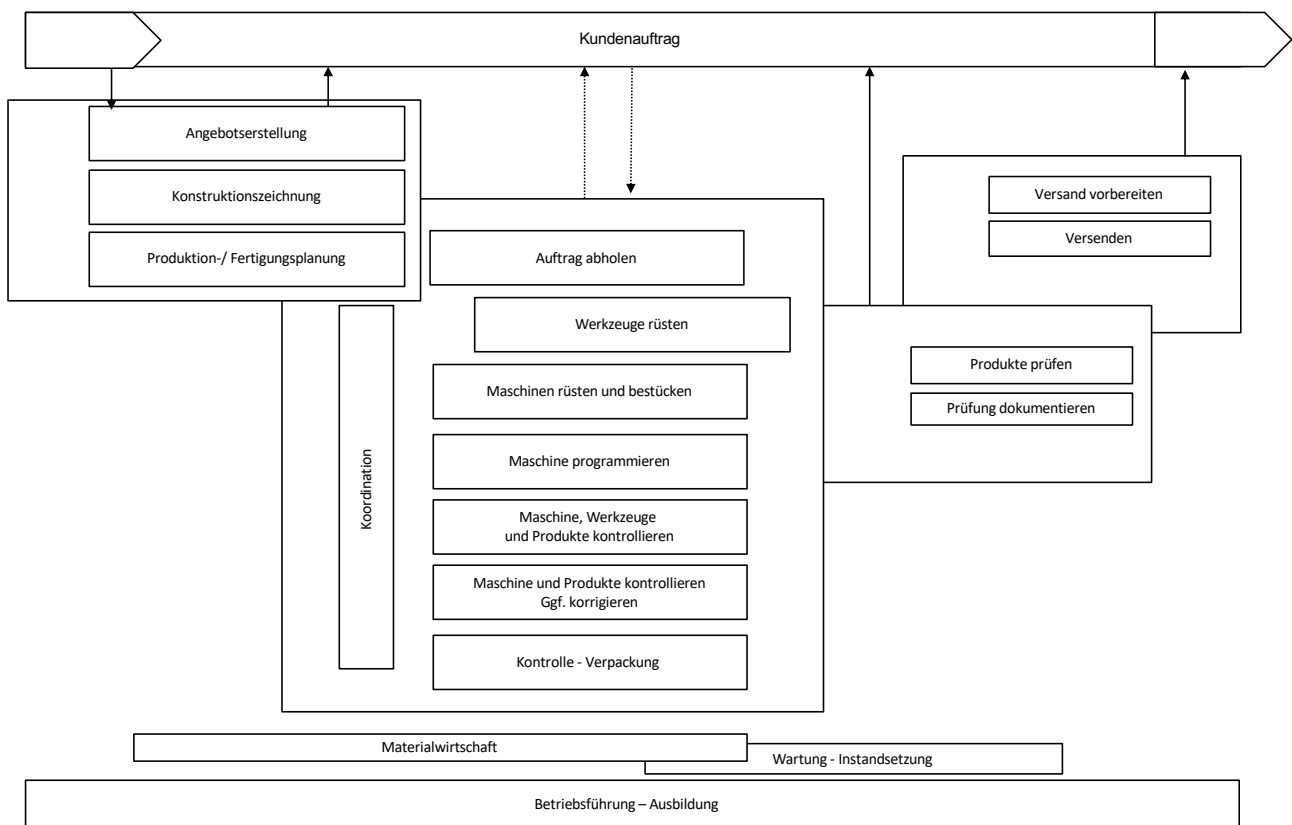 Kundenauftrag
Angebotserstellung
Konstruktionszeichnung
Produktion-/ Fertigungsplanung
Auftrag abholen
Werkzeuge rüsten
Maschinen rüsten und bestücken
Maschine programmieren
Maschine, Werkzeuge
und Produkte kontrollieren
Maschine und Produkte kontrollieren
Ggf. korrigieren
Kontrolle - Verpackung
Koordination
Versand vorbereiten
Versenden
Produkte prüfen
Prüfung dokumentieren
Materialwirtschaft
Wartung - Instandsetzung
Betriebsführung – Ausbildung